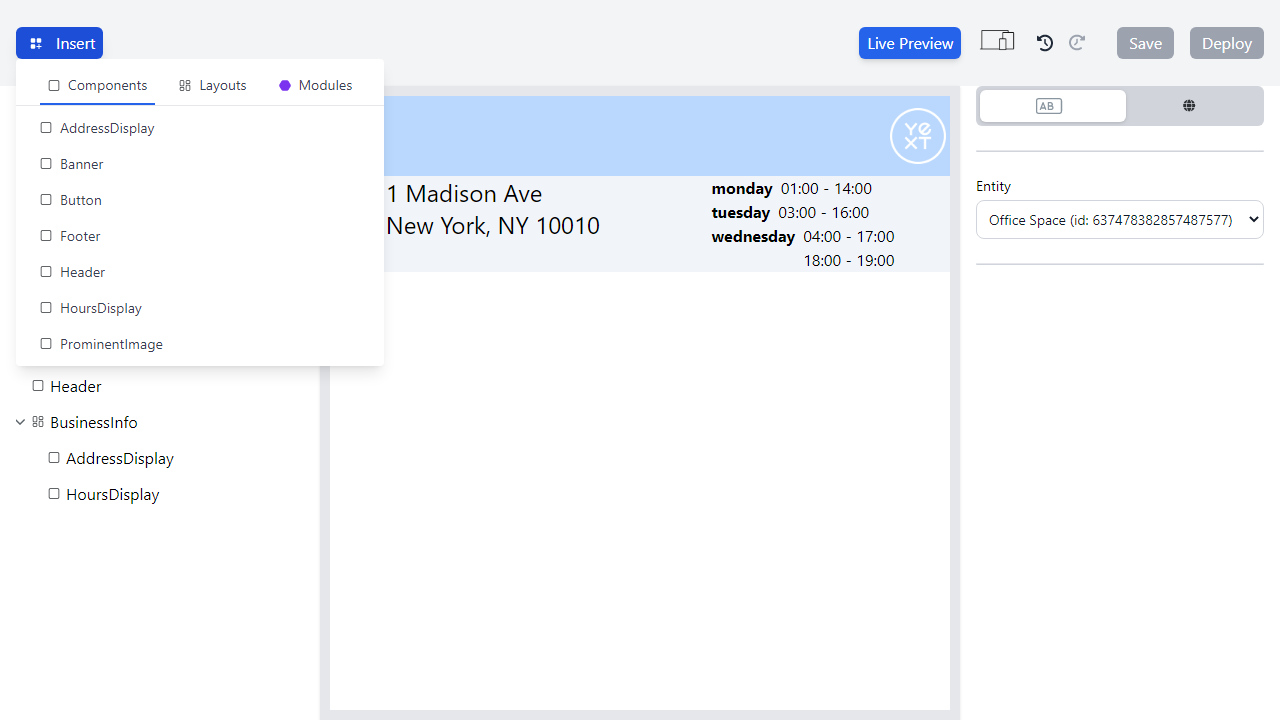 Insert
Live Preview
Save
Deploy
Components
Layouts
Modules
AddressDisplay
Banner
Button
Footer
Header
HoursDisplay
ProminentImage
Header
BusinessInfo
AddressDisplay
HoursDisplay
YEXT
1 Madison Ave
New York, NY 10010
monday 01:00 - 14:00
tuesday 03:00 - 16:00
wednesday 04:00 - 17:00
18:00 - 19:00
AB
Entity
Office Space (id: 637478382857487577)